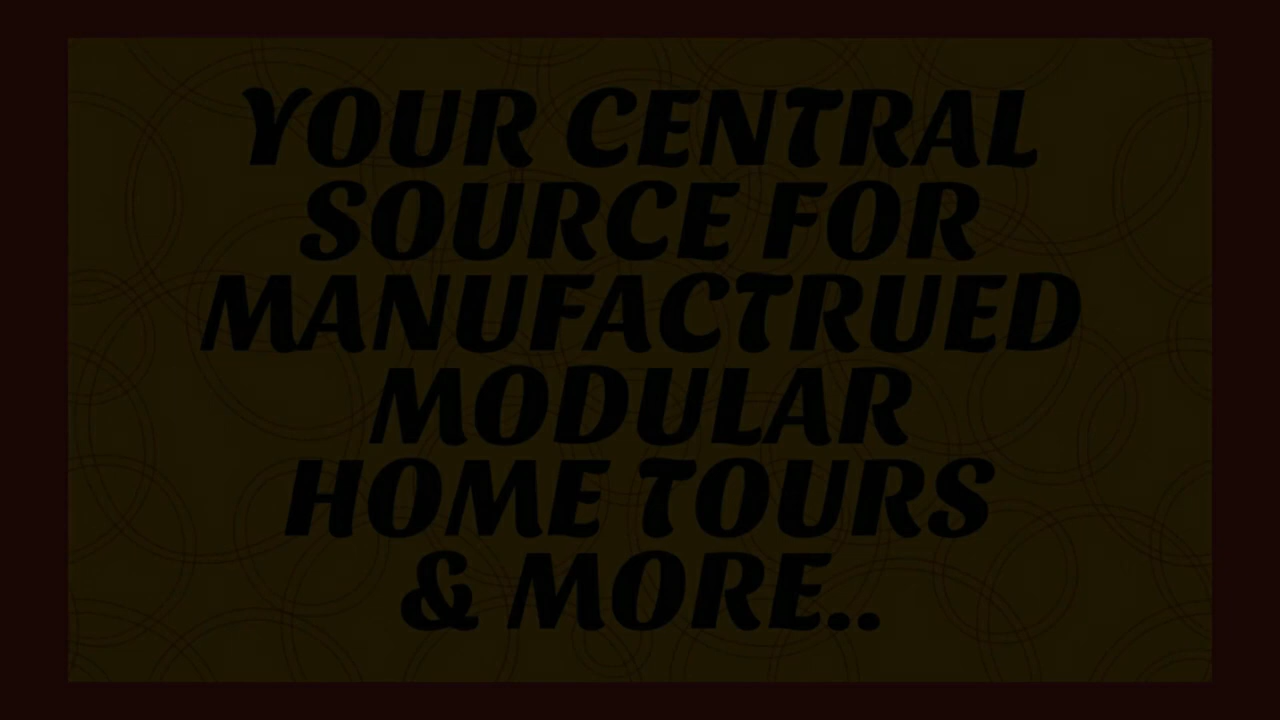 YOUR CENTRAL
SOURCE FOR
MANUFACTRUED
MODULAR
HOME TOURS
& MORE..